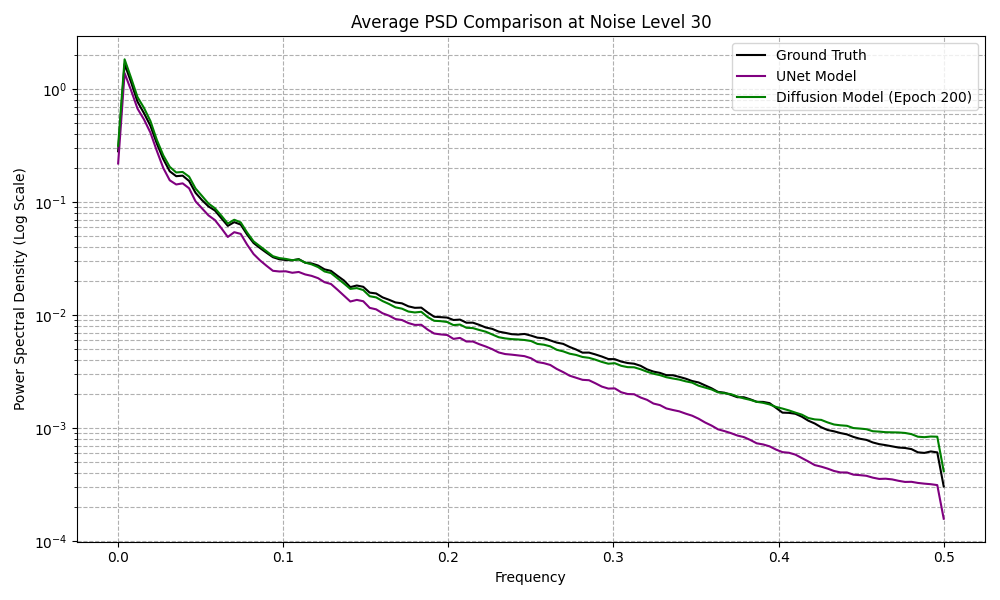 Average PSD Comparison at Noise Level 30
Ground Truth
UNet Model
Diffusion Model (Epoch 200)
Power Spectral Density (Log Scale)
10⁰
10⁻¹
10⁻²
10⁻³
10⁻⁴
0.0 0.1 0.2 0.3 0.4 0.5
Frequency